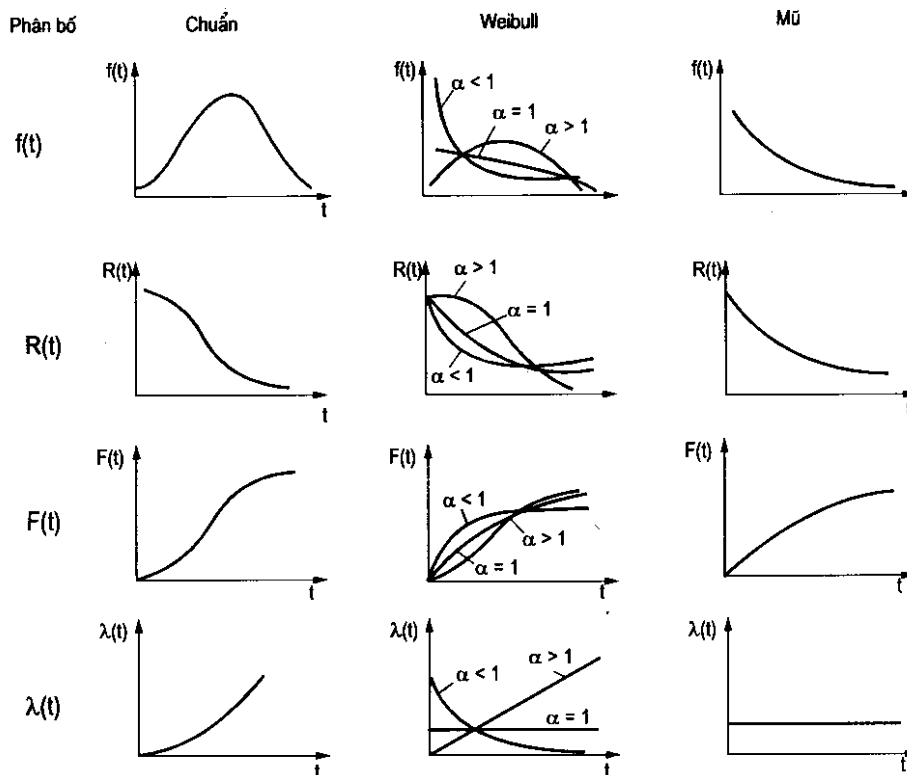 Phân bố Chuẩn Weibull Mũ
f(t)
f(t)
t
f(t)
α < 1
α = 1
α > 1
t
f(t)
t
R(t)
R(t)
t
R(t)
α > 1
α = 1
α < 1
t
R(t)
t
F(t)
F(t)
t
F(t)
α < 1
α > 1
α = 1
t
F(t)
t
λ(t)
λ(t)
t
λ(t)
α < 1
α > 1
α = 1
t
λ(t)
t